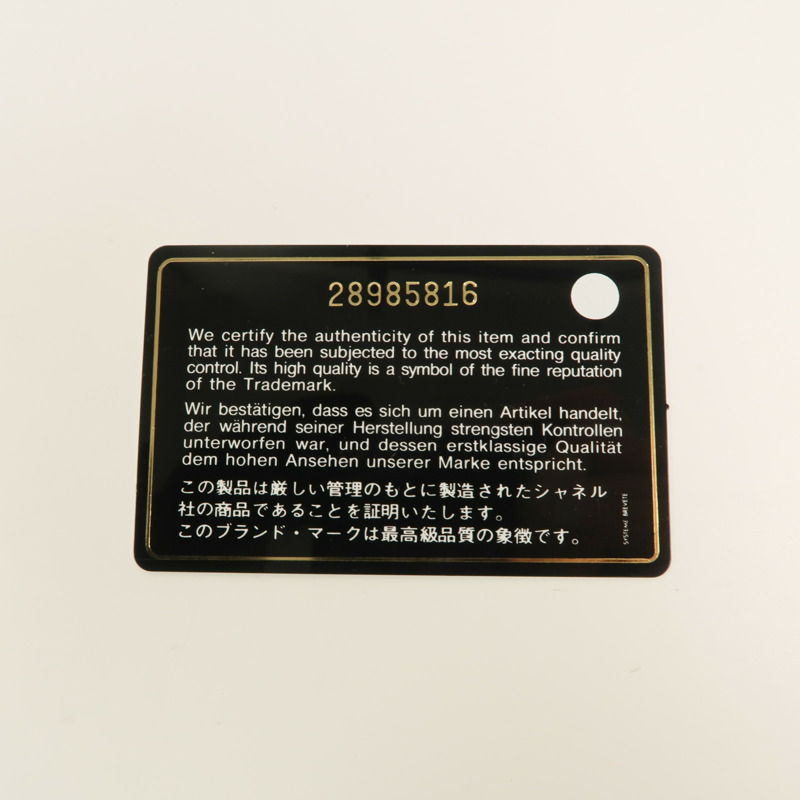 28985816
We certify the authenticity of this item and confirm
that it has been subjected to the most exacting quality
control. Its high quality is a symbol of the fine reputation
of the Trademark.
Wir bestätigen, dass es sich um einen Artikel handelt,
der während seiner Herstellung strengsten Kontrollen
unterworfen war, und dessen erstklassige Qualität
dem hohen Ansehen unserer Marke entspricht.
この製品は厳しい管理のもとに製造されたシャネル
社の商品であることを証明いたします。
このブランド・マークは最高級品質の象徴です。
SYSTEME BREVETE